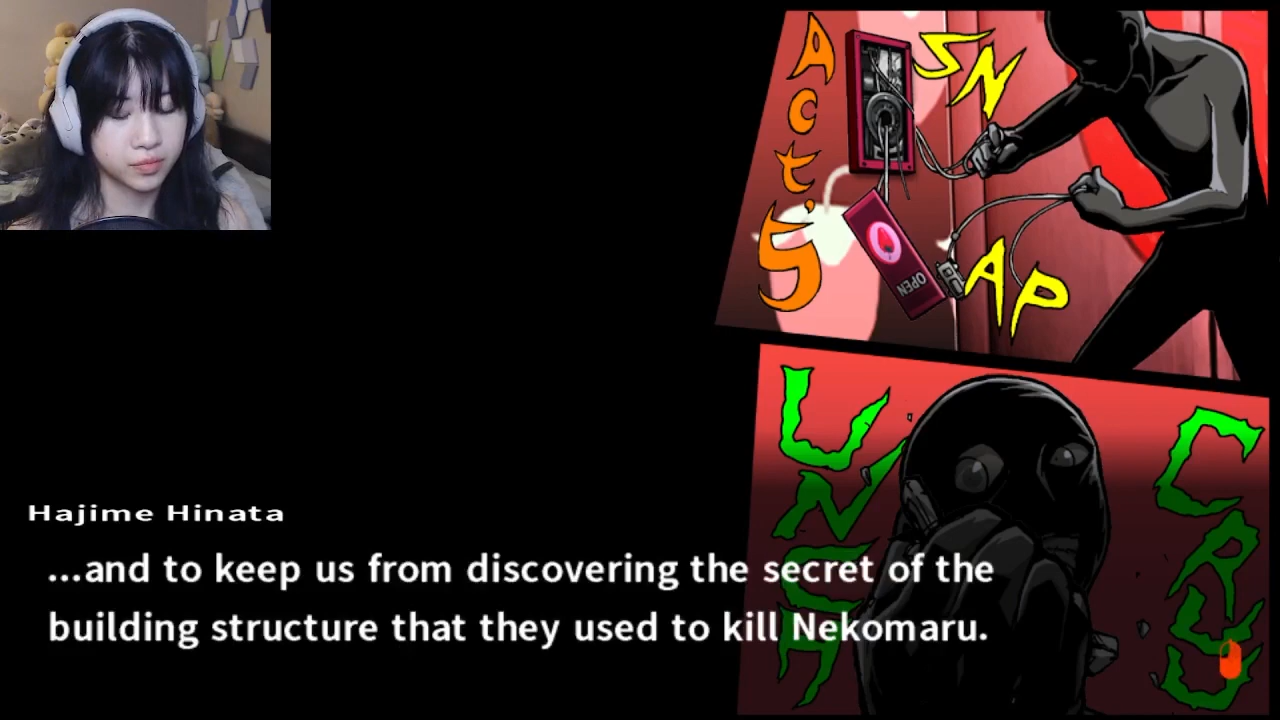 Act.5
SN
AP
OPEN
CRU
UNCH
Hajime Hinata
...and to keep us from discovering the secret of the
building structure that they used to kill Nekomaru.